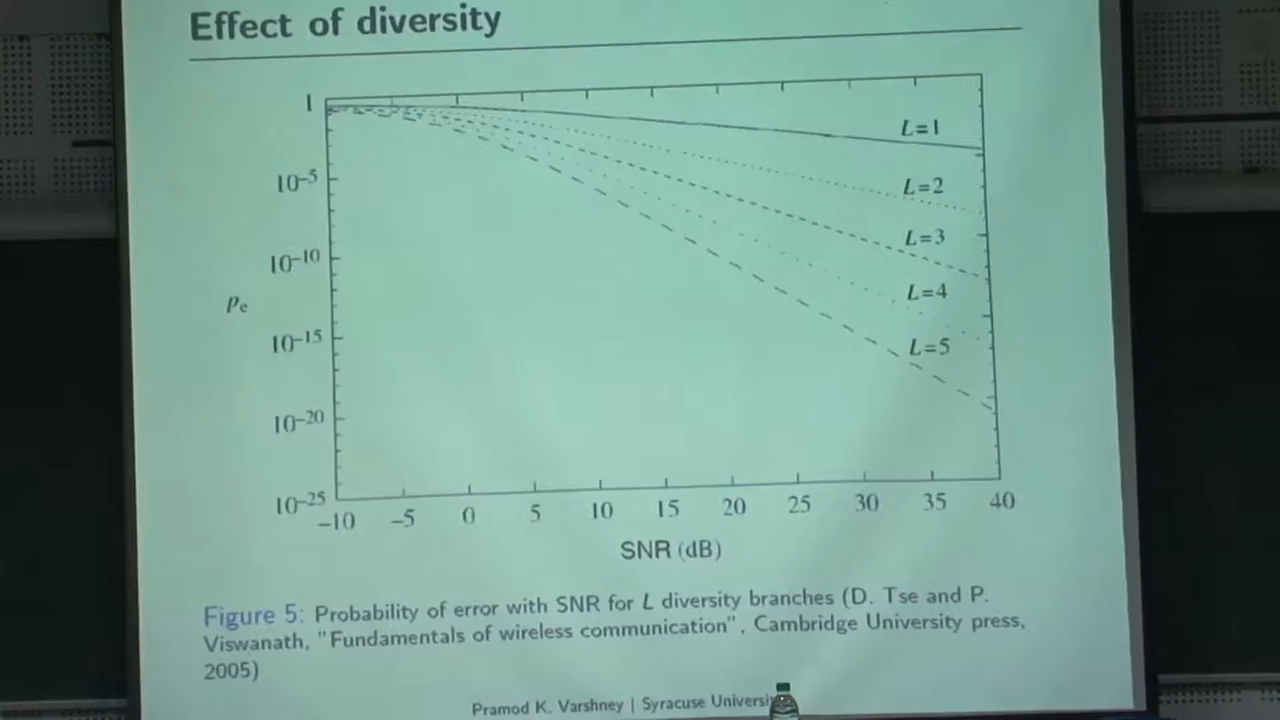 Effect of diversity
1
10−5
10−10
pe
10−15
10−20
10−25
L=1
L=2
L=3
L=4
L=5
−10 −5 0 5 10 15 20 25 30 35 40
SNR (dB)
Figure 5: Probability of error with SNR for L diversity branches (D. Tse and P.
Viswanath, "Fundamentals of wireless communication", Cambridge University press,
2005)
Pramod K. Varshney | Syracuse